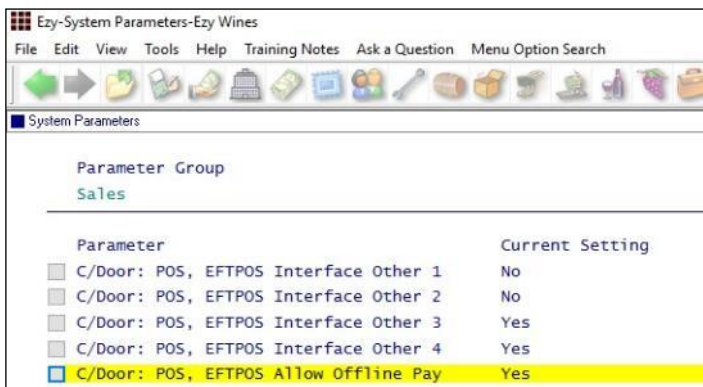 Ezy-System Parameters-Ezy Wines
File Edit View Tools Help Training Notes Ask a Question Menu Option Search
System Parameters
Parameter Group
Sales
Parameter Current Setting
C/Door: POS, EFTPOS Interface Other 1 No
C/Door: POS, EFTPOS Interface Other 2 No
C/Door: POS, EFTPOS Interface Other 3 Yes
C/Door: POS, EFTPOS Interface Other 4 Yes
C/Door: POS, EFTPOS Allow Offline Pay Yes